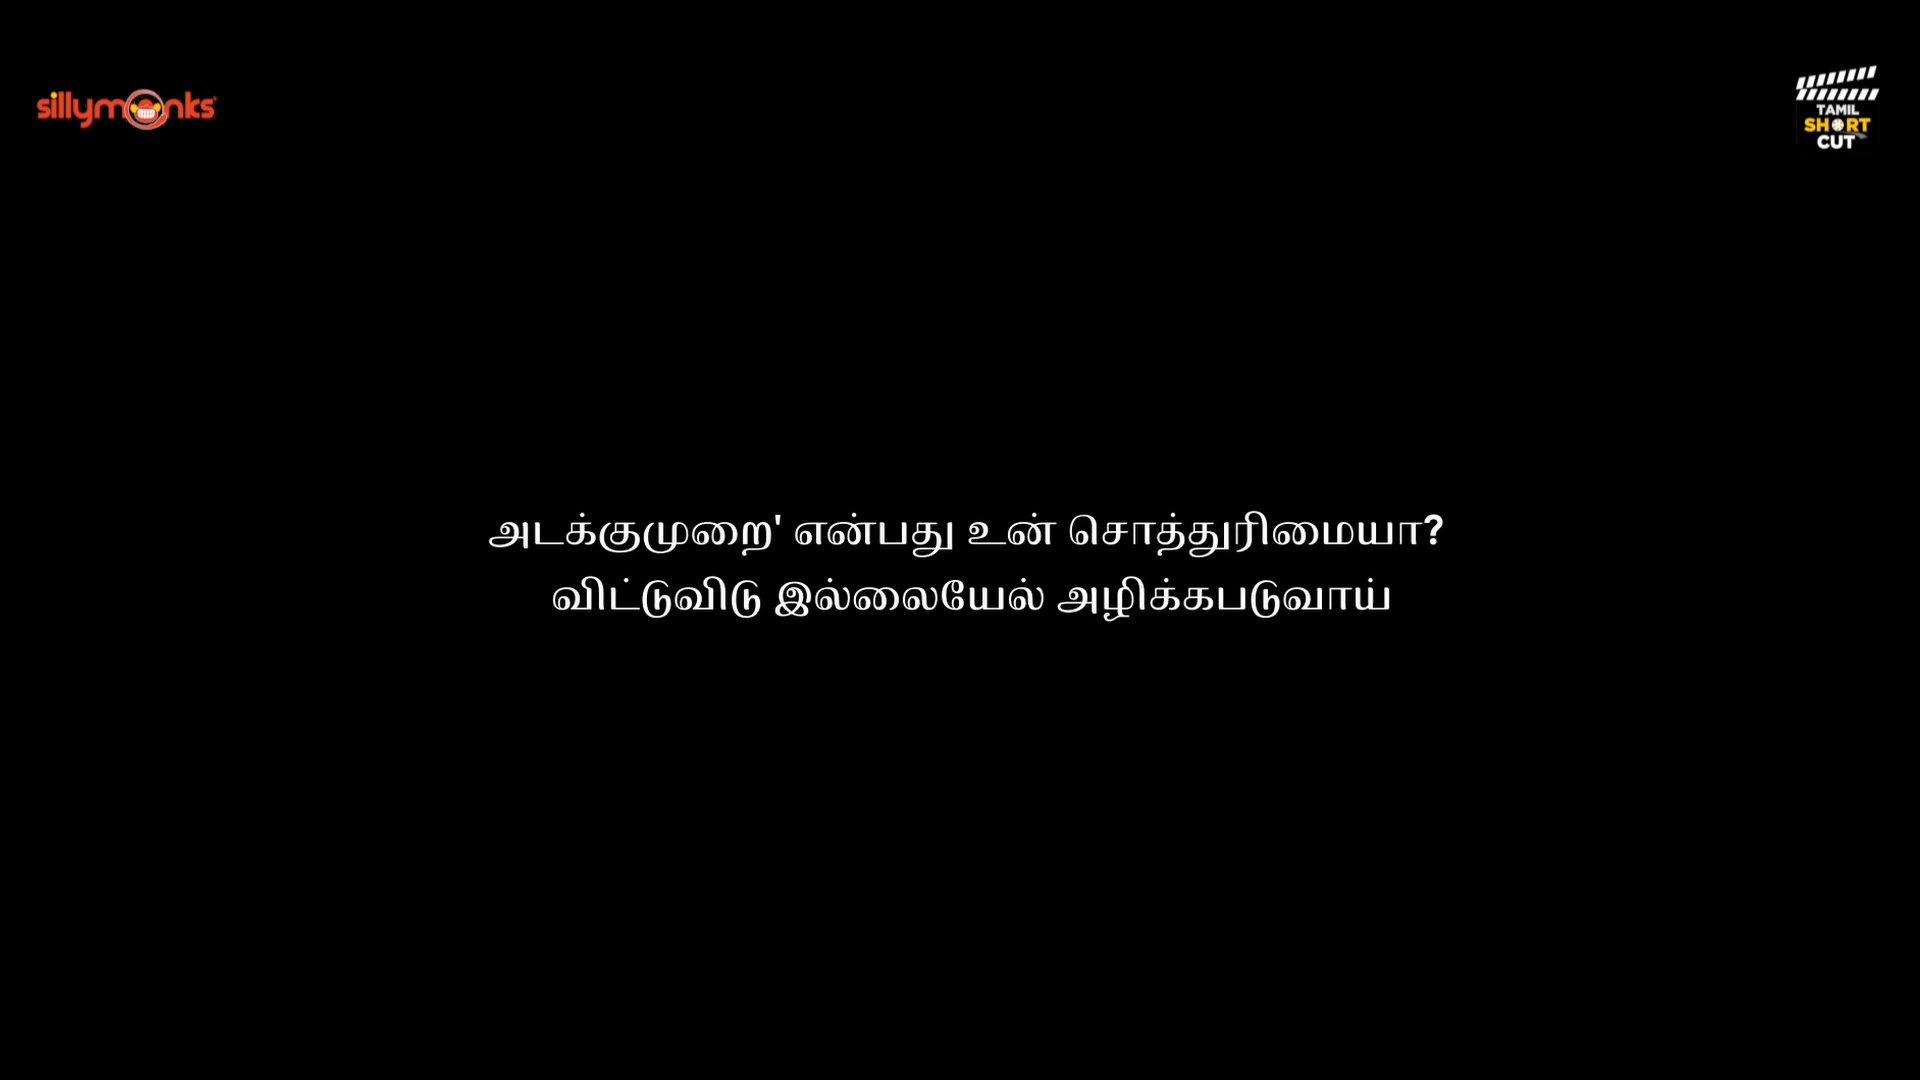 sillymonks
TAMIL
SHORT
CUT
அடக்குமுறை' என்பது உன் சொத்துரிமையா?
விட்டுவிடு இல்லையேல் அழிக்கபடுவாய்